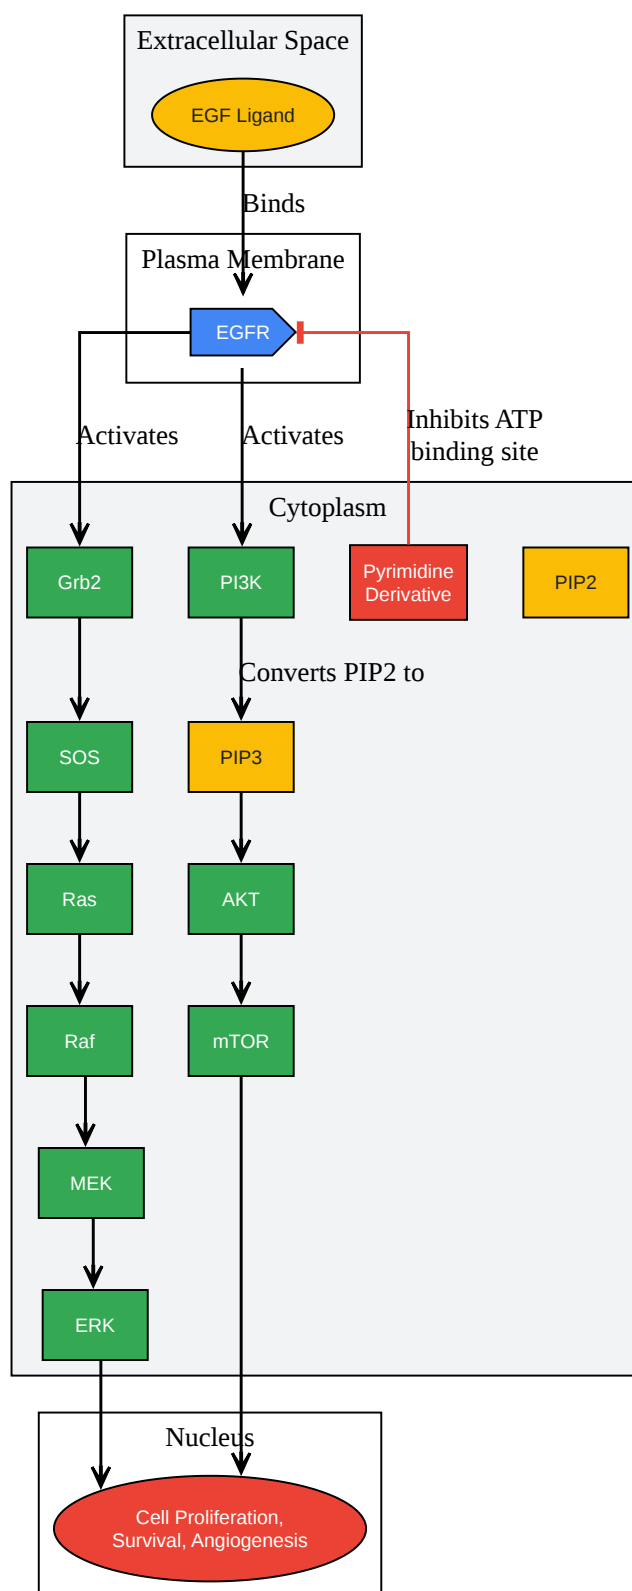 Extracellular Space
EGF Ligand
Binds
Plasma Membrane
EGFR
Activates
Activates
Inhibits ATP
binding site
Cytoplasm
Grb2
PI3K
Pyrimidine
Derivative
PIP2
Converts PIP2 to
SOS
PIP3
Ras
AKT
Raf
mTOR
MEK
ERK
Nucleus
Cell Proliferation,
Survival, Angiogenesis